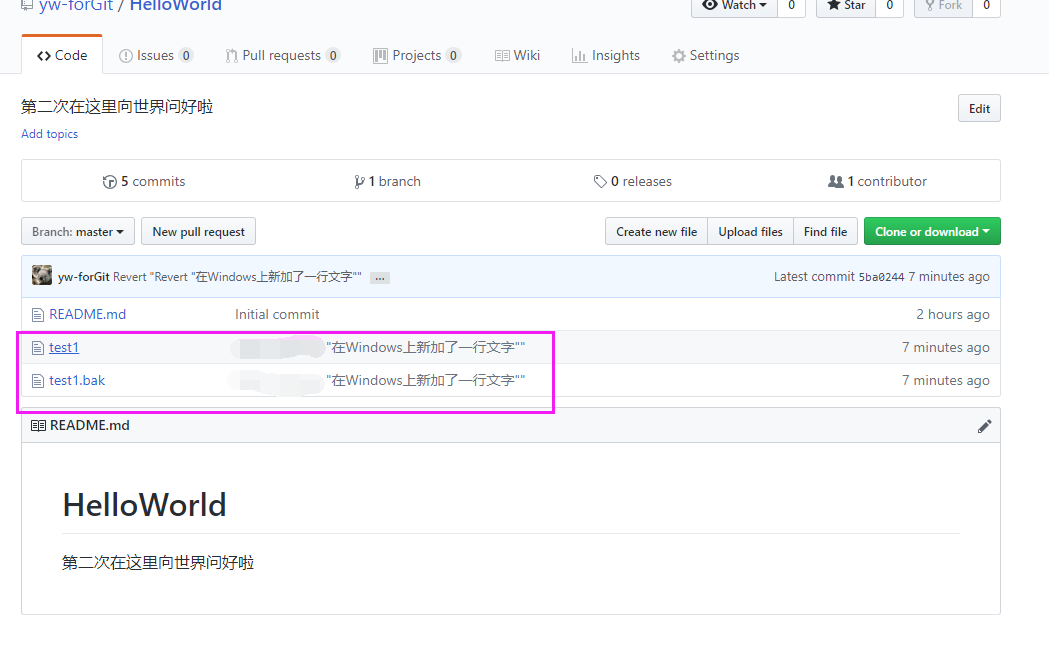 yw-forGit / HelloWorld
Watch 0 Star 0 Fork 0
Code Issues 0 Pull requests 0 Projects 0 Wiki Insights Settings
第二次在这里向世界问好啦
Edit
Add topics
5 commits 1 branch 0 releases 1 contributor
Branch: master New pull request Create new file Upload files Find file Clone or download
yw-forGit Revert "Revert "在Windows上新加了一行文字"" ... Latest commit 5ba0244 7 minutes ago
README.md Initial commit 2 hours ago
test1 "在Windows上新加了一行文字"" 7 minutes ago
test1.bak "在Windows上新加了一行文字"" 7 minutes ago
README.md
HelloWorld
第二次在这里向世界问好啦